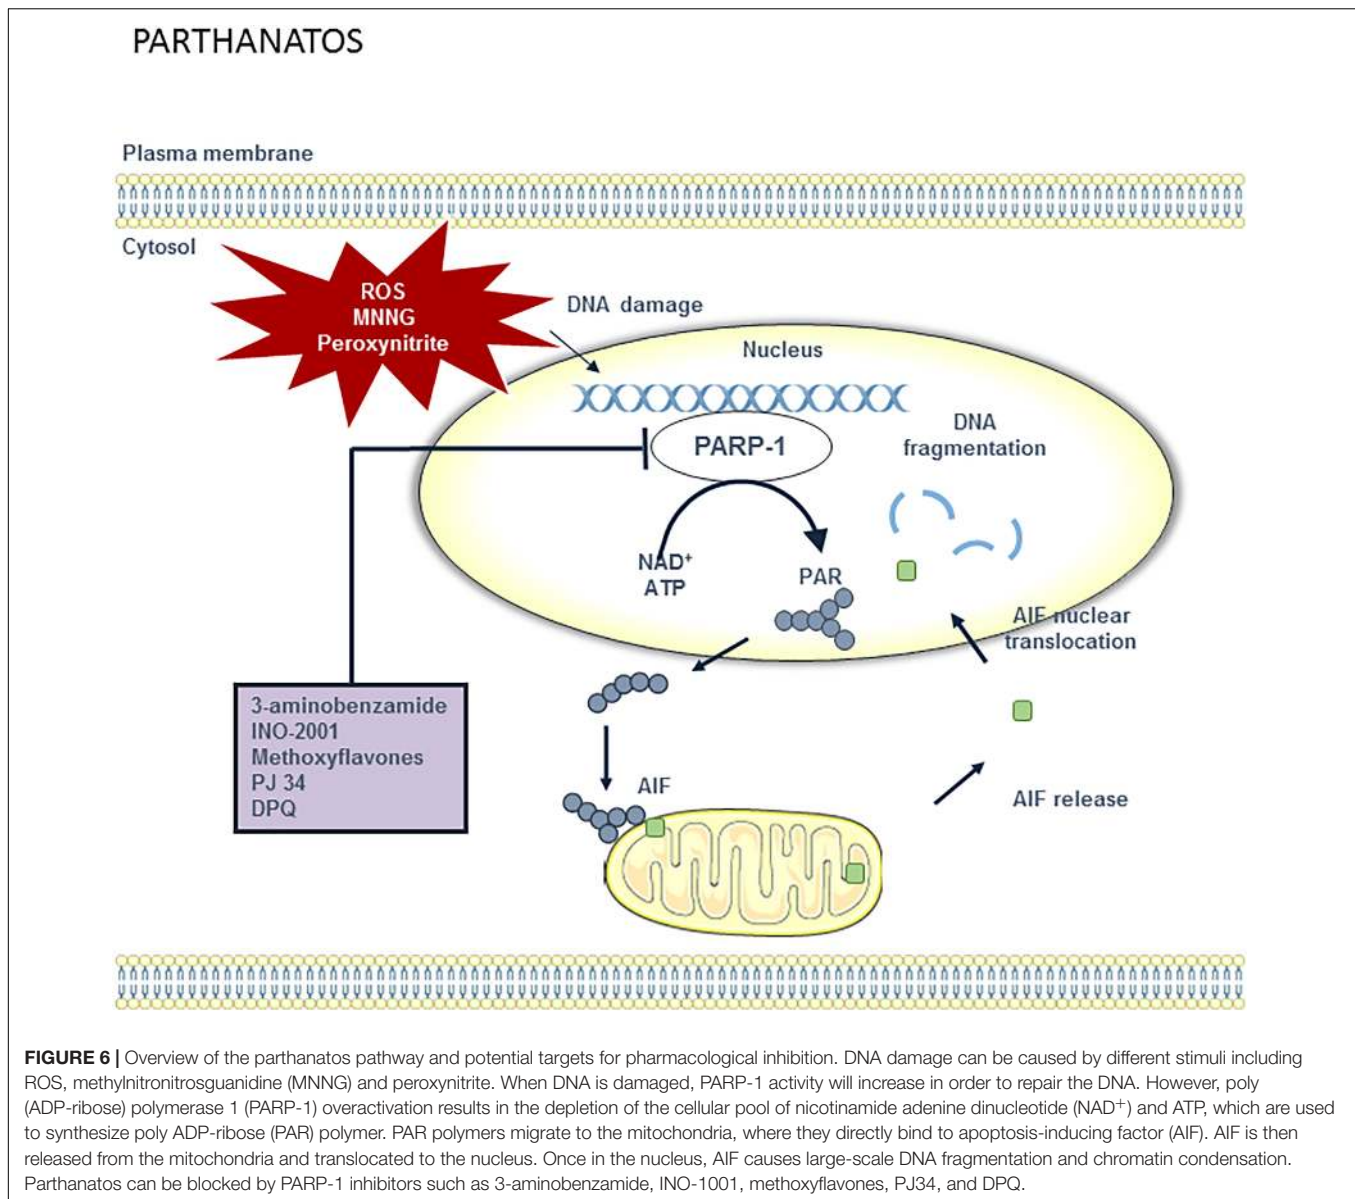 PARTHANATOS
Plasma membrane
Cytosol
ROS
MNNG
Peroxynitrite
DNA damage
Nucleus
PARP-1
DNA
fragmentation
NAD+
ATP
PAR
AIF nuclear
translocation
3-aminobenzamide
INO-2001
Methoxyflavones
PJ 34
DPQ
AIF
AIF release
FIGURE 6 | Overview of the parthanatos pathway and potential targets for pharmacological inhibition. DNA damage can be caused by different stimuli including
ROS, methylnitronitrosguanidine (MNNG) and peroxynitrite. When DNA is damaged, PARP-1 activity will increase in order to repair the DNA. However, poly
(ADP-ribose) polymerase 1 (PARP-1) overactivation results in the depletion of the cellular pool of nicotinamide adenine dinucleotide (NAD+) and ATP, which are used
to synthesize poly ADP-ribose (PAR) polymer. PAR polymers migrate to the mitochondria, where they directly bind to apoptosis-inducing factor (AIF). AIF is then
released from the mitochondria and translocated to the nucleus. Once in the nucleus, AIF causes large-scale DNA fragmentation and chromatin condensation.
Parthanatos can be blocked by PARP-1 inhibitors such as 3-aminobenzamide, INO-1001, methoxyflavones, PJ34, and DPQ.